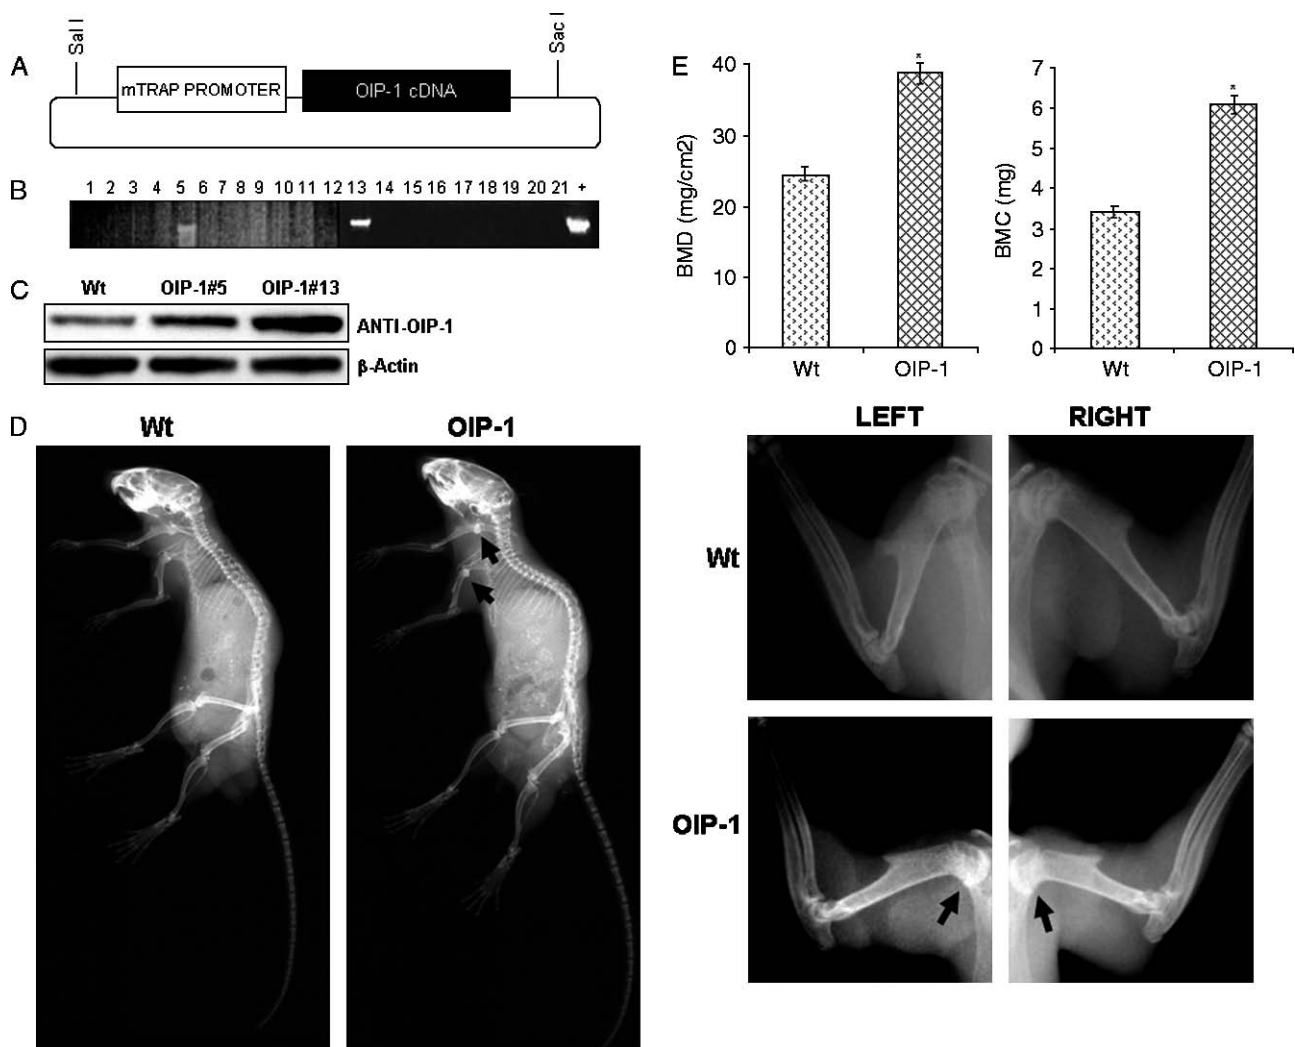 A
Sal I
Sac I
mTRAP PROMOTER
OIP-1 cDNA
B
1 2 3 4 5 6 7 8 9 10 11 12 13 14 15 16 17 18 19 20 21 +
C
Wt OIP-1#5 OIP-1#13
ANTI-OIP-1
β-Actin
D
Wt
OIP-1
E
BMD (mg/cm2)
40
30
20
10
0
*
Wt
OIP-1
BMC (mg)
7
6
5
4
3
2
1
0
*
Wt
OIP-1
LEFT
RIGHT
Wt
OIP-1